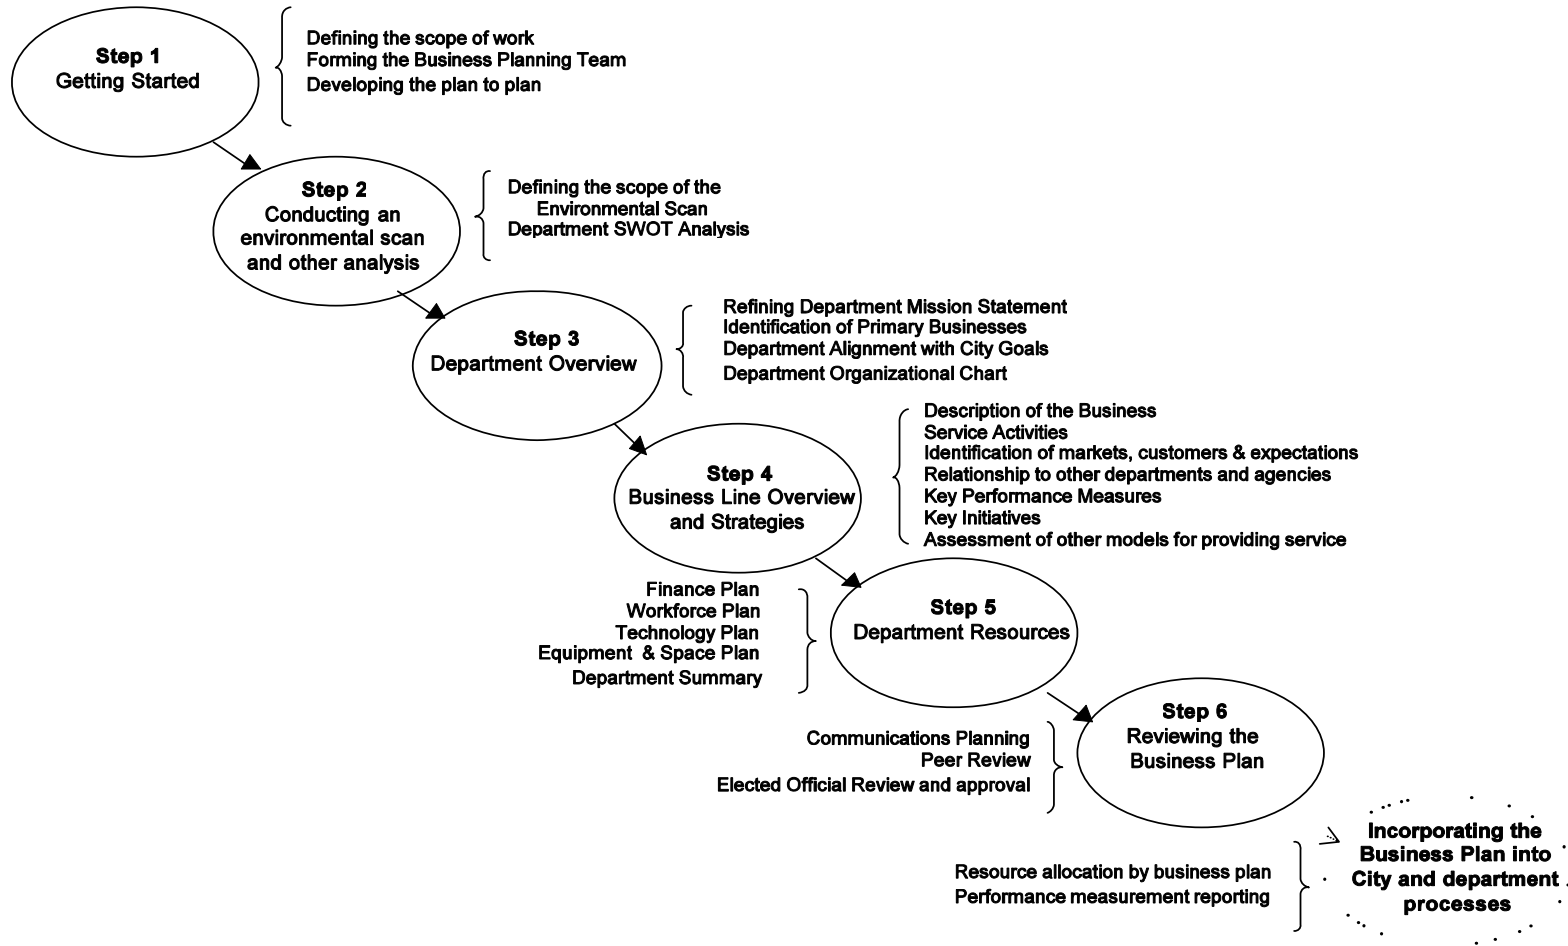 Step 1
Getting Started
Defining the scope of work
Forming the Business Planning Team
Developing the plan to plan
Step 2
Conducting an
environmental scan
and other analysis
Defining the scope of the
Environmental Scan
Department SWOT Analysis
Step 3
Department Overview
Refining Department Mission Statement
Identification of Primary Businesses
Department Alignment with City Goals
Department Organizational Chart
Step 4
Business Line Overview
and Strategies
Description of the Business
Service Activities
Identification of markets, customers & expectations
Relationship to other departments and agencies
Key Performance Measures
Key Initiatives
Assessment of other models for providing service
Step 5
Department Resources
Finance Plan
Workforce Plan
Technology Plan
Equipment & Space Plan
Department Summary
Step 6
Reviewing the
Business Plan
Communications Planning
Peer Review
Elected Official Review and approval
Incorporating the
Business Plan into
City and department
processes
Resource allocation by business plan
Performance measurement reporting